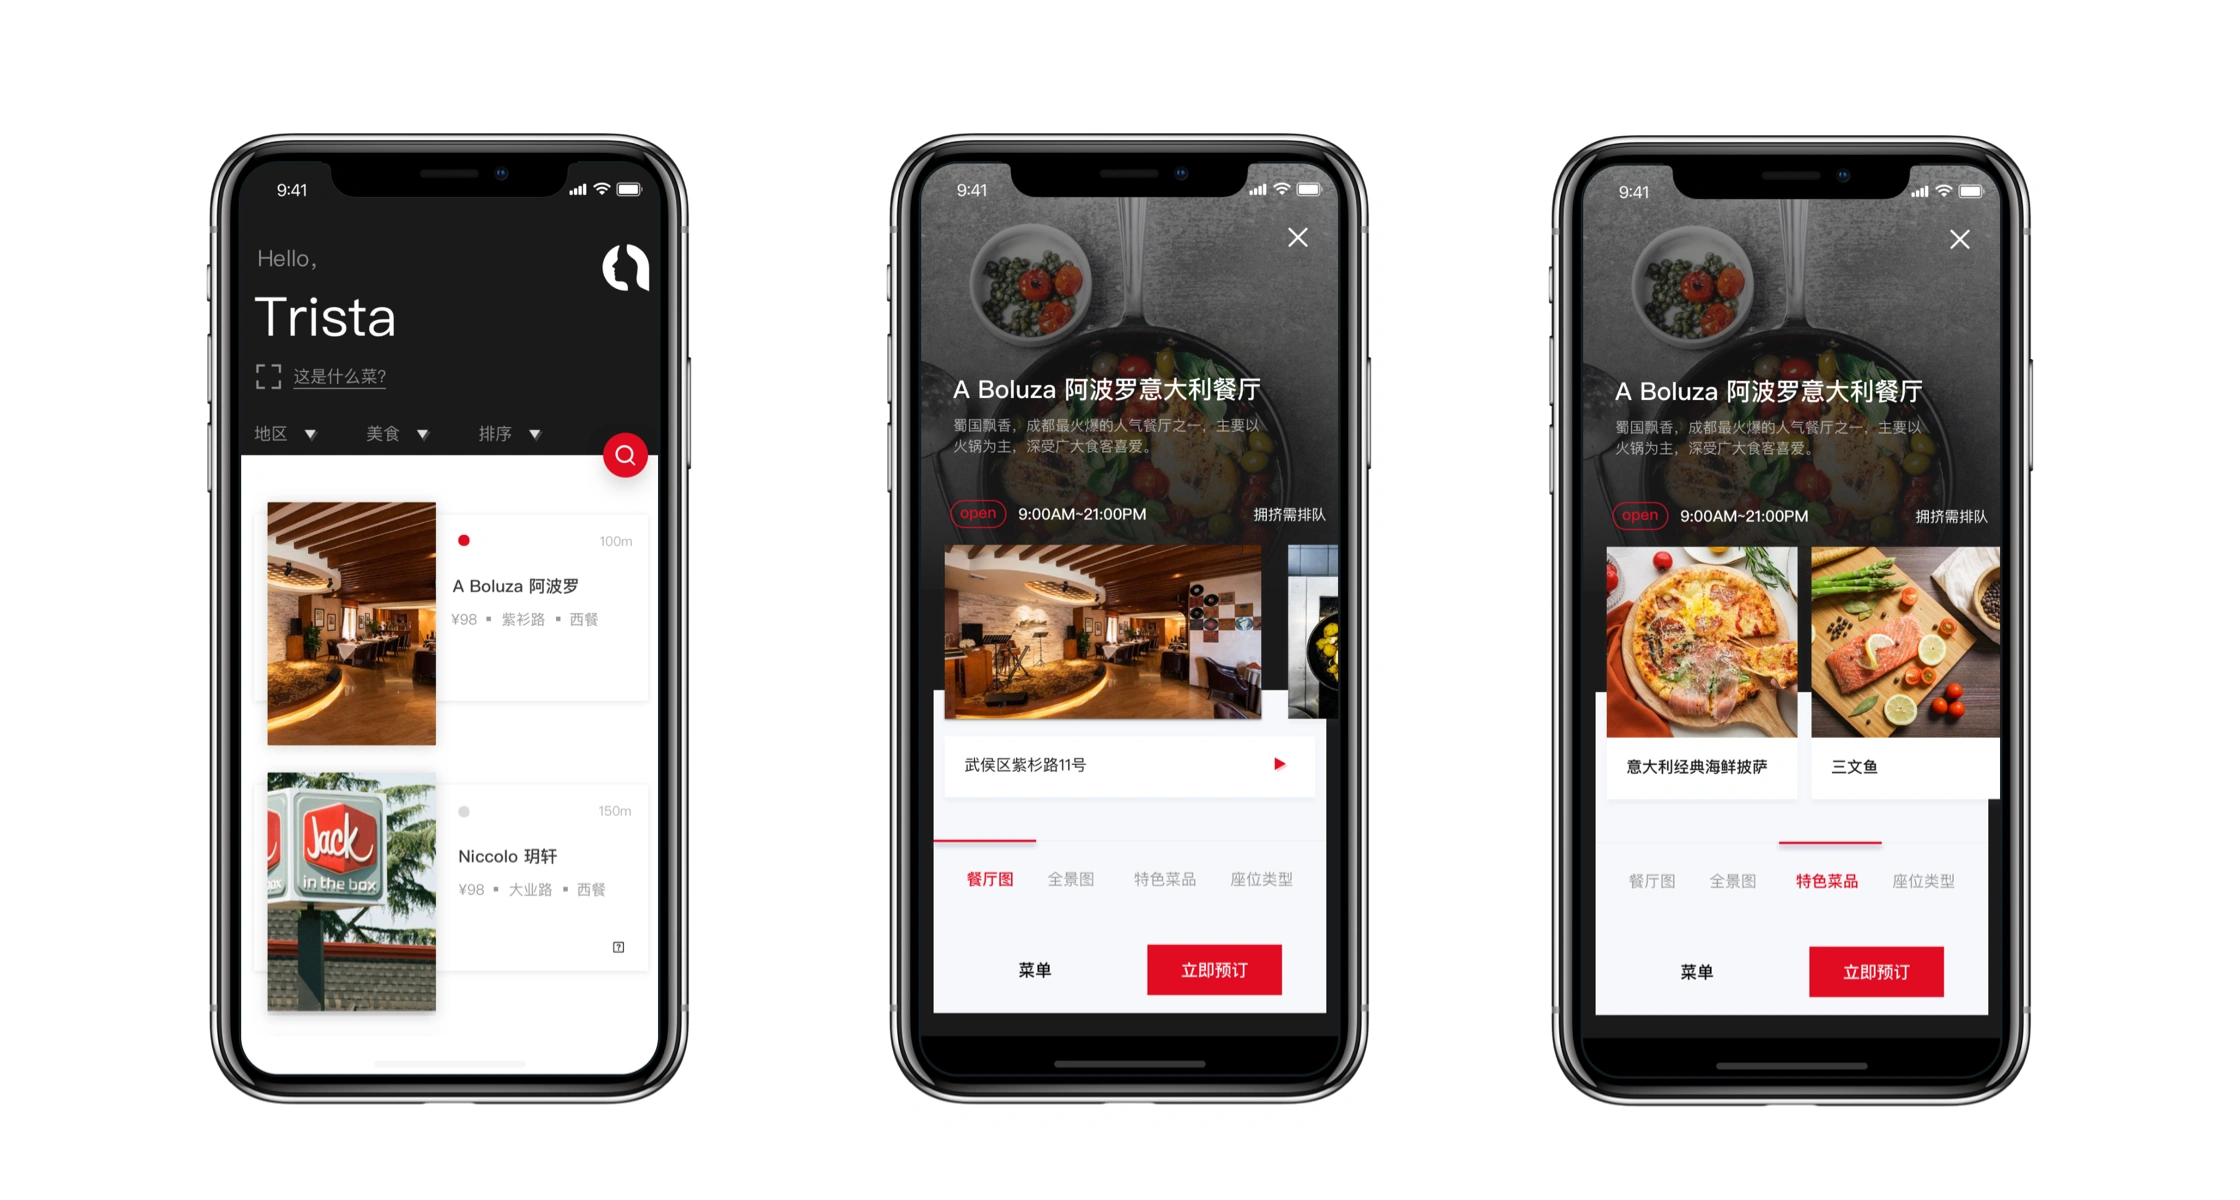 9:41
Hello,
Trista
这是什么菜?
地区 美食 排序
100m
A Boluza 阿波罗
¥98 ▪ 紫衫路 ▪ 西餐
Jack
in the box
150m
Niccolo 玥轩
¥98 ▪ 大业路 ▪ 西餐
9:41
A Boluza 阿波罗意大利餐厅
蜀国飘香，成都最火爆的人气餐厅之一，主要以
火锅为主，深受广大食客喜爱。
open 9:00AM~21:00PM 拥挤需排队
武侯区紫杉路11号
餐厅图 全景图 特色菜品 座位类型
菜单 立即预订
9:41
A Boluza 阿波罗意大利餐厅
蜀国飘香，成都最火爆的人气餐厅之一，主要以
火锅为主，深受广大食客喜爱。
open 9:00AM~21:00PM 拥挤需排队
意大利经典海鲜披萨 三文鱼
餐厅图 全景图 特色菜品 座位类型
菜单 立即预订